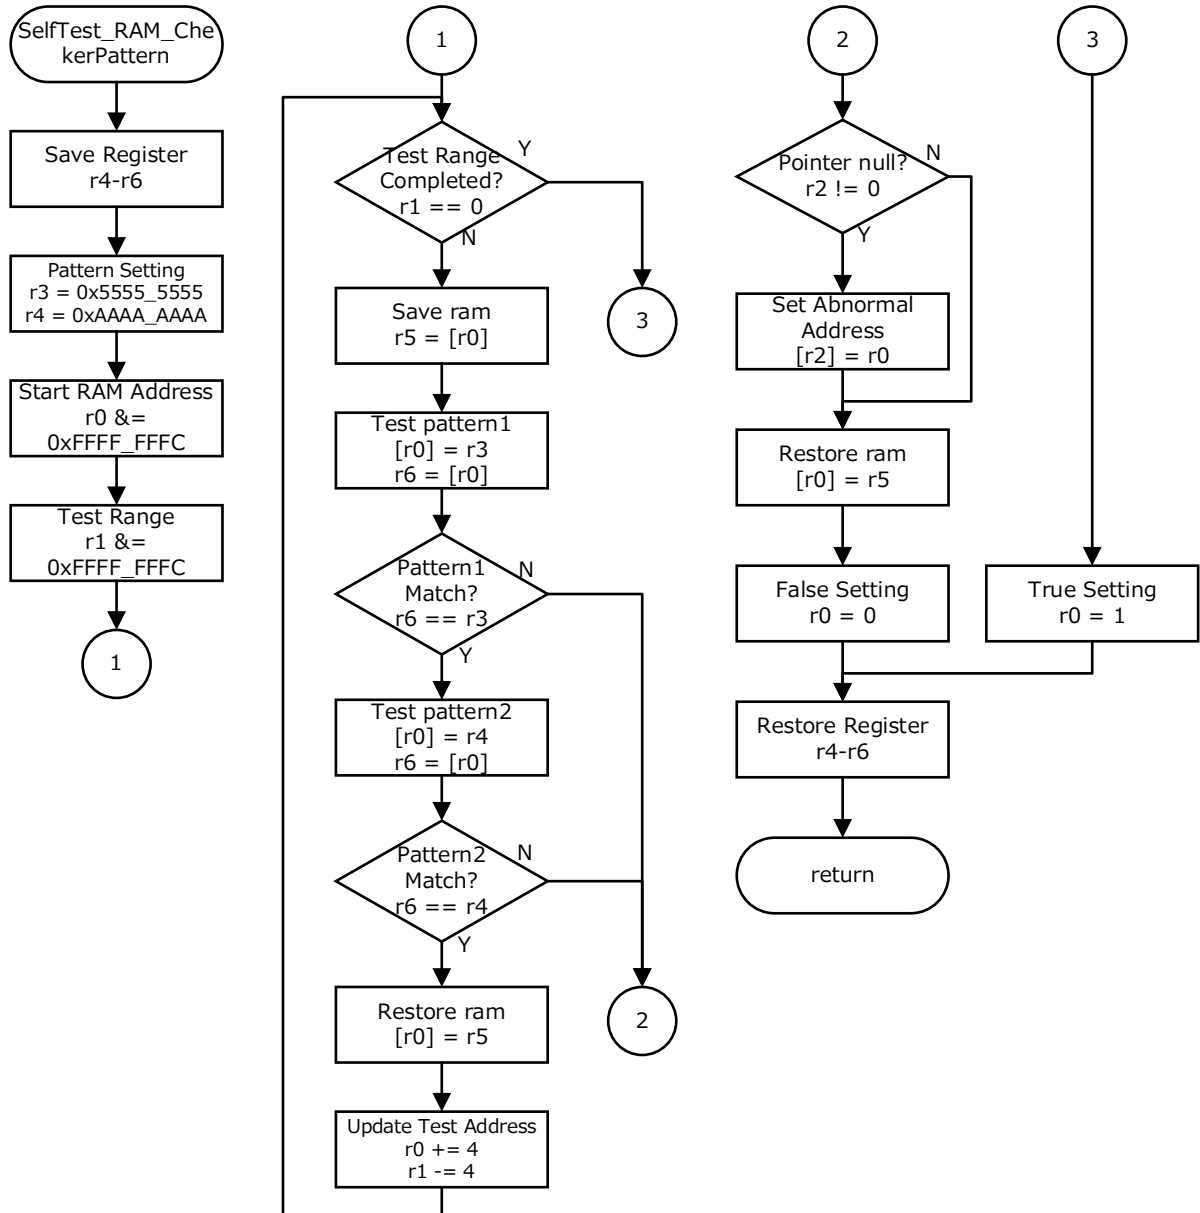 SelfTest_RAM_Che
kerPattern
Save Register
r4-r6
Pattern Setting
r3 = 0x5555_5555
r4 = 0xAAAA_AAAA
Start RAM Address
r0 &=
0xFFFF_FFFC
Test Range
r1 &=
0xFFFF_FFFC
1
1
Test Range
Completed?
r1 == 0
Y
N
Save ram
r5 = [r0]
3
Test pattern1
[r0] = r3
r6 = [r0]
Pattern1
Match?
r6 == r3
N
Y
Test pattern2
[r0] = r4
r6 = [r0]
Pattern2
Match?
r6 == r4
N
Y
Restore ram
[r0] = r5
2
Update Test Address
r0 += 4
r1 -= 4
2
Pointer null?
r2 != 0
N
Y
Set Abnormal
Address
[r2] = r0
Restore ram
[r0] = r5
False Setting
r0 = 0
Restore Register
r4-r6
return
3
True Setting
r0 = 1